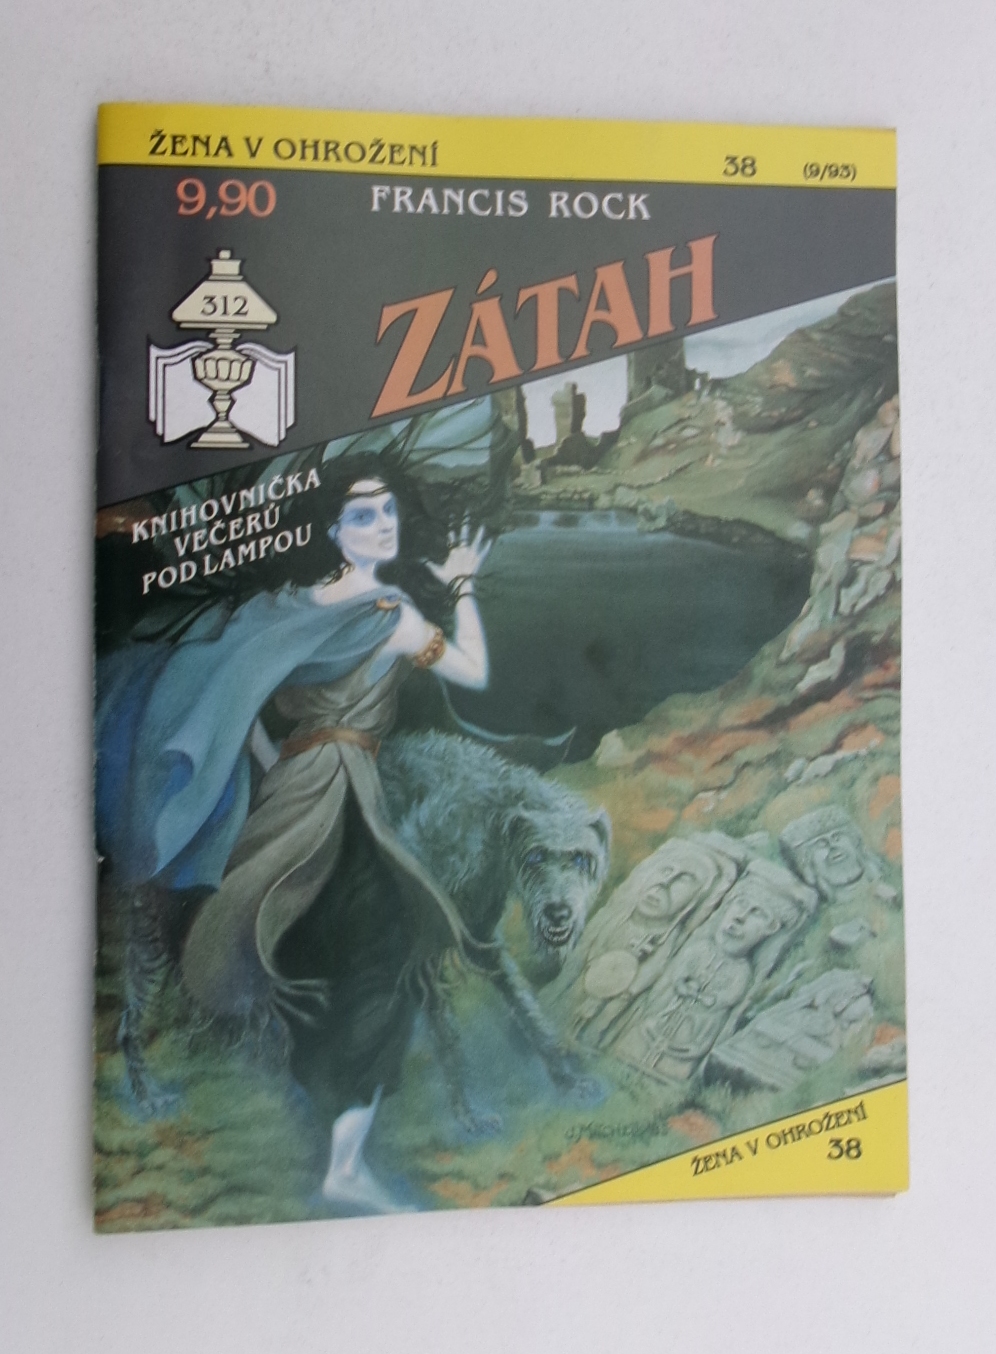 ŽENA V OHROŽENÍ
38 (9/93)
9,90
FRANCIS ROCK
312
ZÁTAH
KNIHOVNIČKA
VEČERŮ
POD LAMPOU
ŽENA V OHROŽENÍ
38